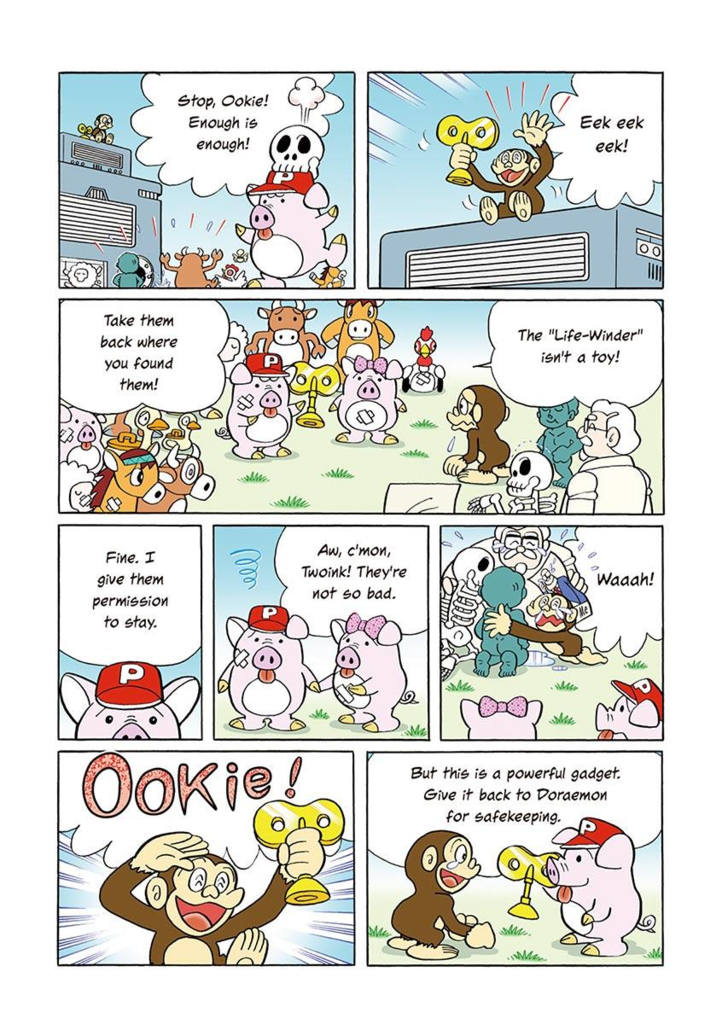 Stop, Ookie!
Enough is
enough!
P
Eek eek
eek!
Take them
back where
you found
them!
The "Life-Winder"
isn't a toy!
P
Fine. I
give them
permission
to stay.
P
Aw, c'mon,
Twoink! They're
not so bad.
P
Waaah!
Me
P
Ookie!
But this is a powerful gadget.
Give it back to Doraemon
for safekeeping.
P